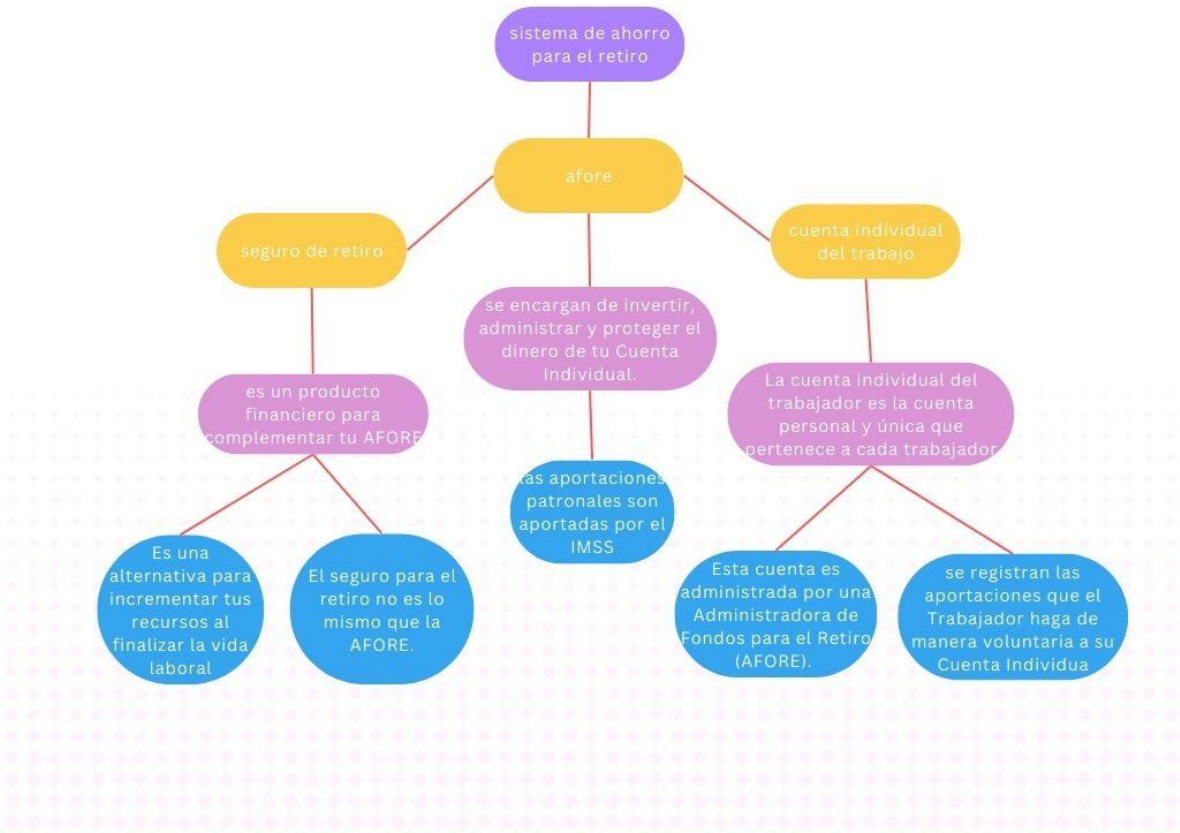 sistema de ahorro
para el retiro
afore
seguro de retiro
cuenta individual
del trabajo
se encargan de invertir,
administrar y proteger el
dinero de tu Cuenta
Individual.
es un producto
financiero para
complementar tu AFORE
La cuenta individual del
trabajador es la cuenta
personal y única que
pertenece a cada trabajador
las aportaciones
patronales son
aportadas por el
IMSS
Es una
alternativa para
incrementar tus
recursos al
finalizar la vida
laboral
El seguro para el
retiro no es lo
mismo que la
AFORE.
Esta cuenta es
administrada por una
Administradora de
Fondos para el Retiro
(AFORE).
se registran las
aportaciones que el
Trabajador haga de
manera voluntaria a su
Cuenta Individua